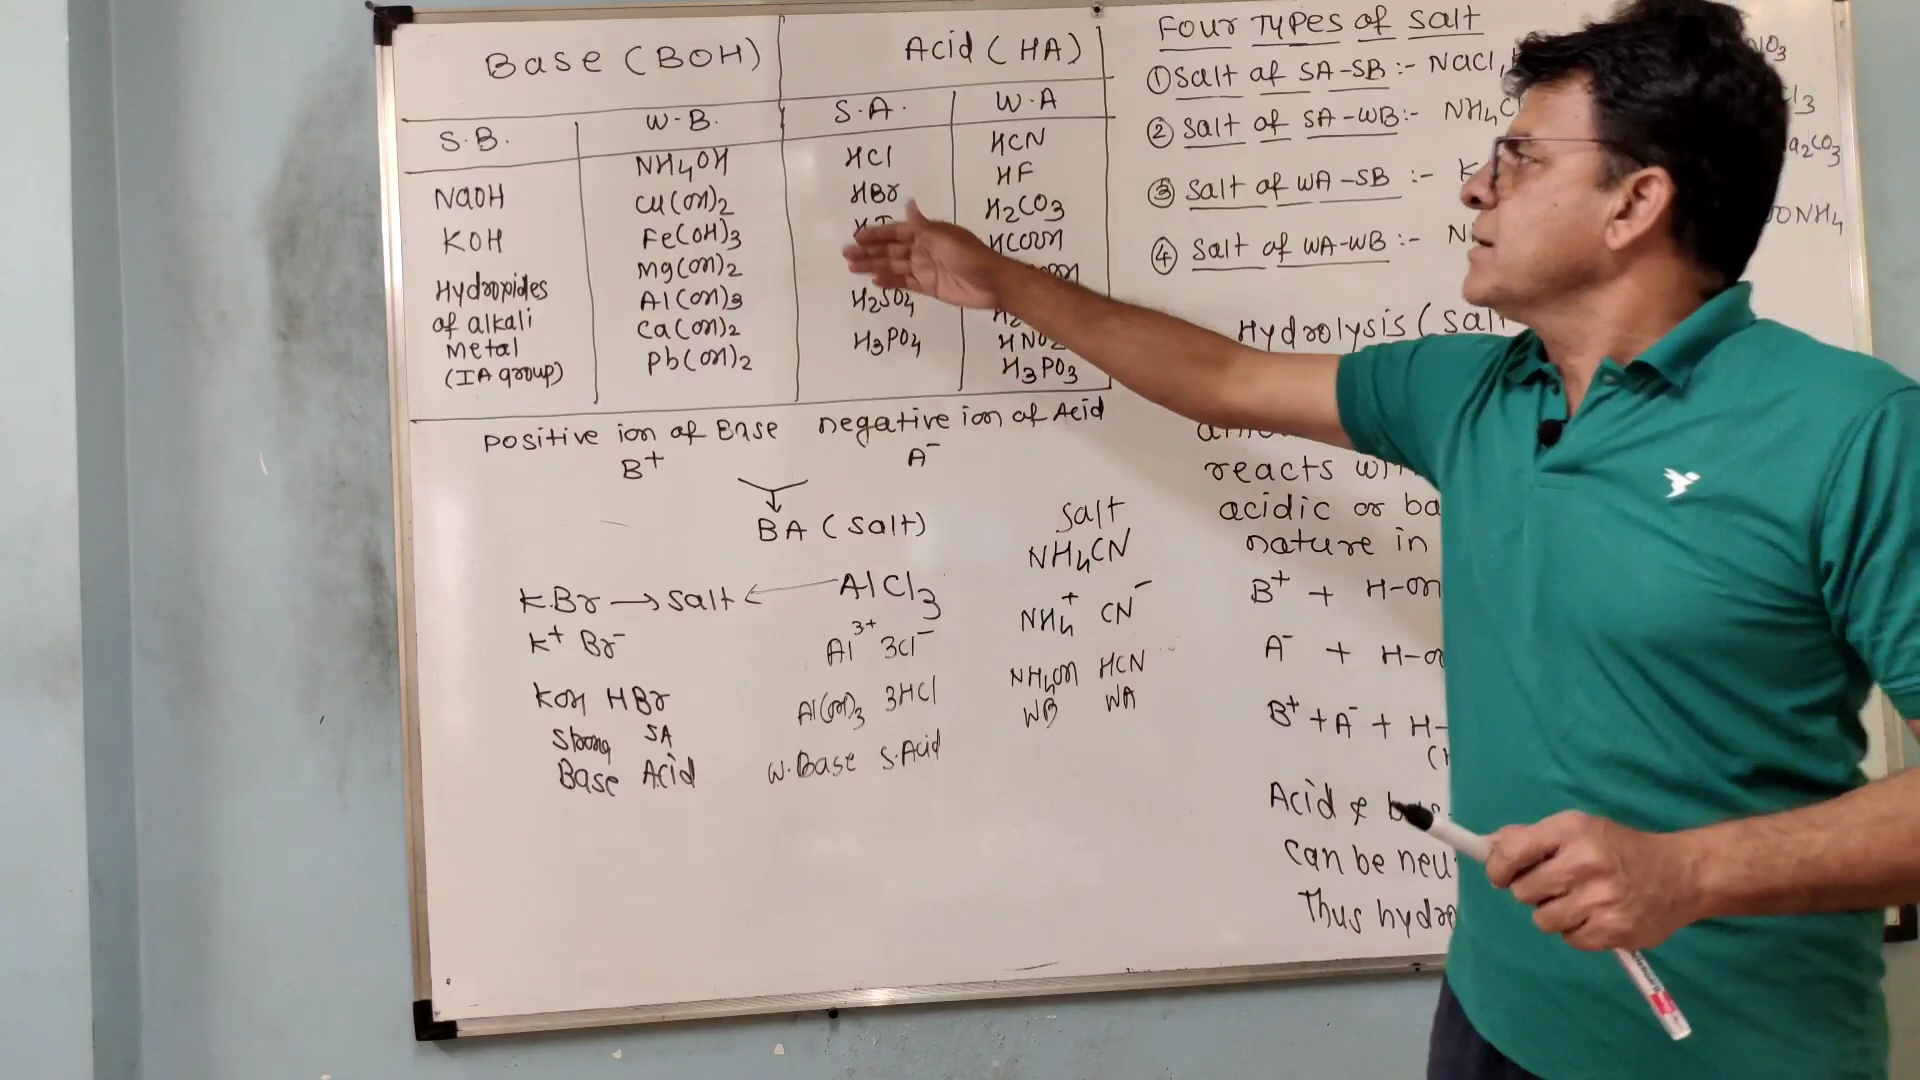 Base (BOH)
Acid (HA)
S.B.
W-B.
S.A.
W.A
NaOH
KOH
Hydroxides
of alkali
Metal
(IA group)
NH4OH
Cu(OH)2
Fe(OH)3
Mg(OH)2
Al(OH)3
Ca(OH)2
Pb(OH)2
HCl
HBr
H2SO4
H3PO4
HCN
HF
H2CO3
HCOOH
H3PO3
positive ion of Base
B+
negative ion of Acid
A-
BA (salt)
KBr → salt ← AlCl3
K+ Br-
KOH HBr
Strong SA
Base Acid
Al3+ 3Cl-
Al(OH)3 3HCl
W.Base S.Acid
Salt
NH4CN
NH4+ CN-
NH4OH HCN
WB WA
Four Types of Salt
① Salt of SA-SB:- NaCl,
② Salt of SA-WB:-
③ Salt of WA-SB :-
④ Salt of WA-WB :-
Hydrolysis (Salt
reacts
acidic or
nature in
B+ + H-OH
A- +
B+ + A- +
Acid &
can be
Thus